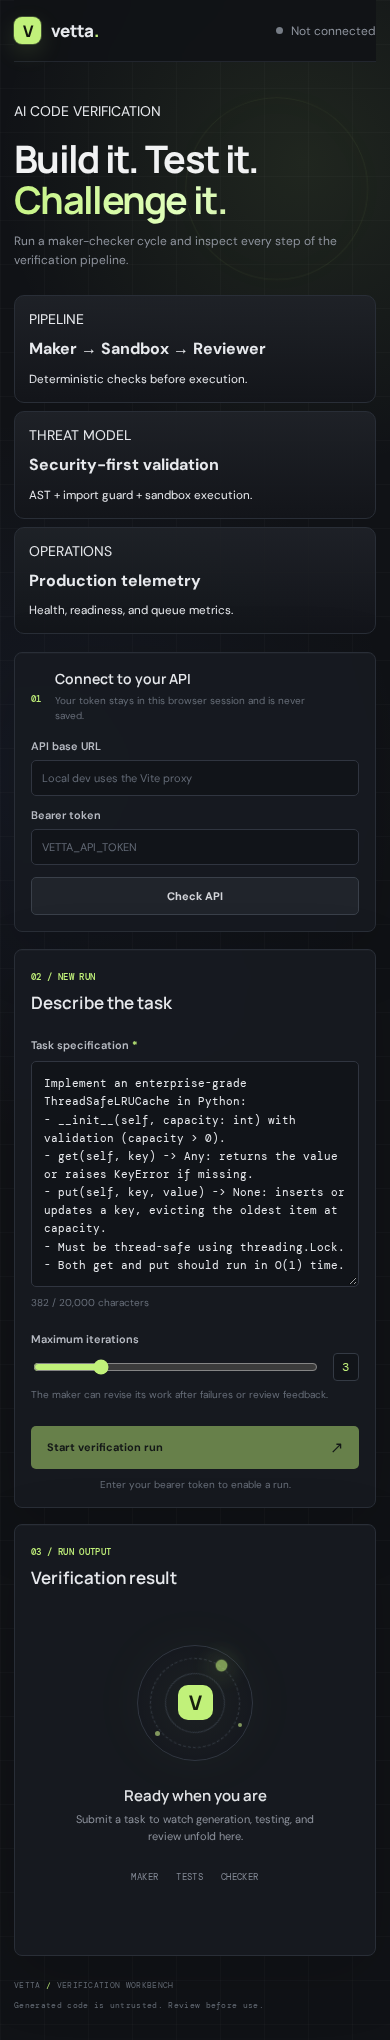 V vetta.
Not connected
AI CODE VERIFICATION
Build it. Test it.
Challenge it.
Run a maker-checker cycle and inspect every step of the
verification pipeline.
PIPELINE
Maker → Sandbox → Reviewer
Deterministic checks before execution.
THREAT MODEL
Security-first validation
AST + import guard + sandbox execution.
OPERATIONS
Production telemetry
Health, readiness, and queue metrics.
01
Connect to your API
Your token stays in this browser session and is never
saved.
API base URL
Local dev uses the Vite proxy
Bearer token
VETTA_API_TOKEN
Check API
02 / NEW RUN
Describe the task
Task specification *
Implement an enterprise-grade
ThreadSafeLRUCache in Python:
- __init__(self, capacity: int) with
validation (capacity > 0).
- get(self, key) -> Any: returns the value
or raises KeyError if missing.
- put(self, key, value) -> None: inserts or
updates a key, evicting the oldest item at
capacity.
- Must be thread-safe using threading.Lock.
- Both get and put should run in O(1) time.
382 / 20,000 characters
Maximum iterations
3
The maker can revise its work after failures or review feedback.
Start verification run ↗
Enter your bearer token to enable a run.
03 / RUN OUTPUT
Verification result
V
Ready when you are
Submit a task to watch generation, testing, and
review unfold here.
MAKER TESTS CHECKER
VETTA / VERIFICATION WORKBENCH
Generated code is untrusted. Review before use.